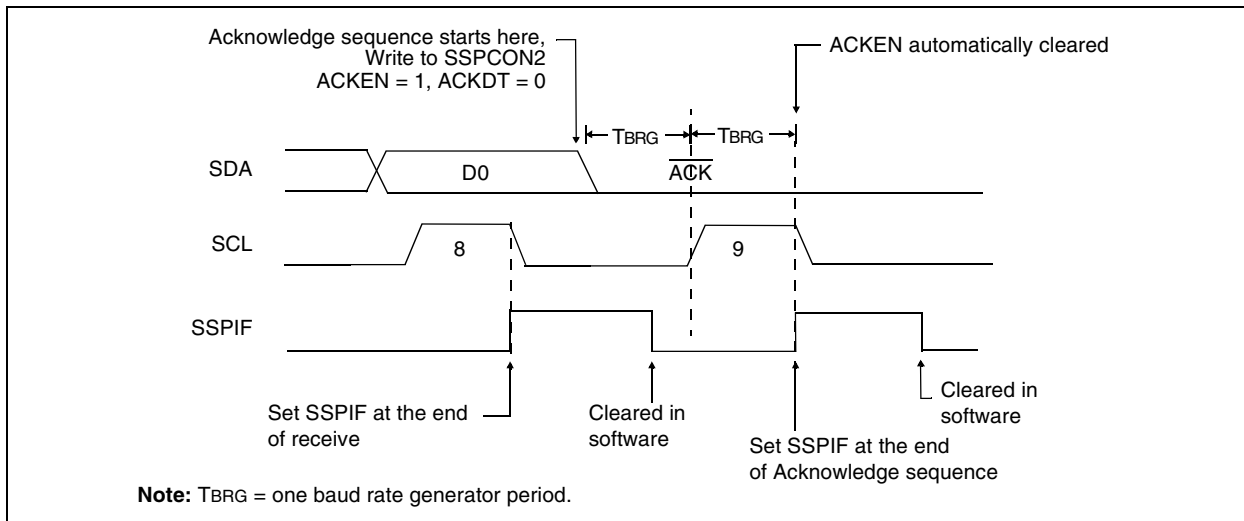 Acknowledge sequence starts here,
Write to SSPCON2
ACKEN = 1, ACKDT = 0
ACKEN automatically cleared
TBRG
TBRG
SDA
D0
ACK
SCL
8
9
SSPIF
Set SSPIF at the end
of receive
Cleared in
software
Set SSPIF at the end
of Acknowledge sequence
Cleared in
software
Note: TBRG = one baud rate generator period.